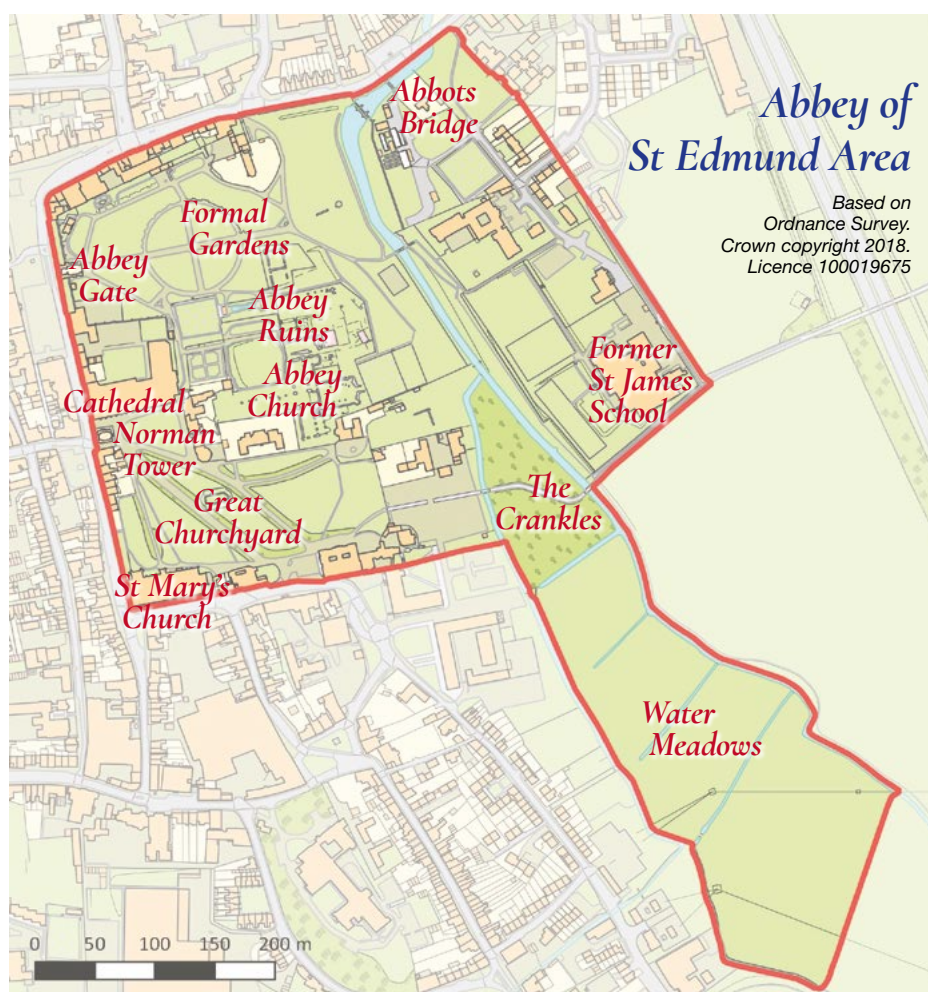 Abbey of
St Edmund Area
Based on
Ordnance Survey.
Crown copyright 2018.
Licence 100019675
Abbots
Bridge
Formal
Gardens
Abbey
Gate
Abbey
Ruins
Abbey
Church
Former
St James
School
Cathedral
Norman
Tower
Great
Churchyard
The
Crankles
St Mary's
Church
Water
Meadows
0 50 100 150 200 m